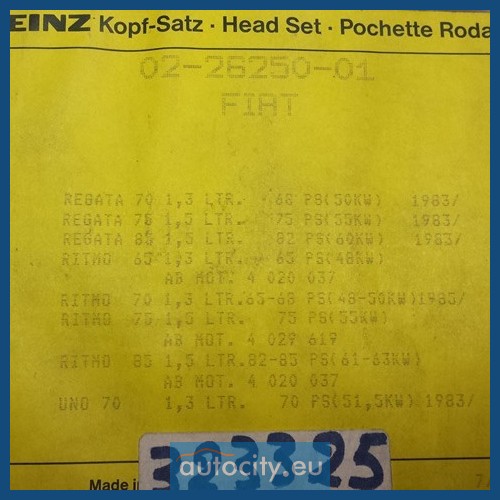 EINZ Kopf-Satz · Head Set · Pochette Roda
02-26250-01
FIAT
REGATA 70 1,3 LTR. 68 PS(50KW) 1983/
REGATA 75 1,5 LTR. 75 PS(55KW) 1983/
REGATA 85 1,5 LTR. 82 PS(60KW) 1983/
RITMO 65 1,3 LTR. 65 PS(48KW)
AB MOT. 4 020 037
RITMO 70 1,3 LTR.65-68 PS(48-50KW)1985/
RITMO 75 1,5 LTR. 75 PS(55KW)
AB MOT. 4 029 619
RITMO 85 1,5 LTR.82-85 PS(61-63KW)
AB MOT. 4 020 037
UNO 70 1,3 LTR. 70 PS(51,5KW) 1983/
autocity.eu
Made in